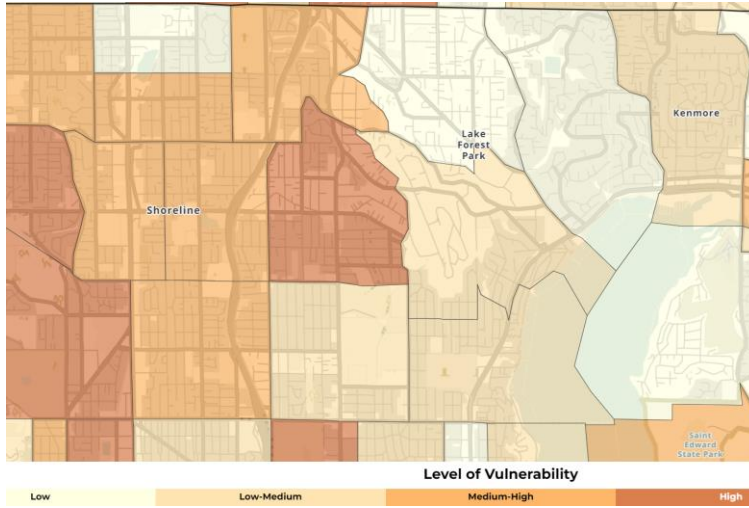 Kenmore
Lake
Forest
Park
Shoreline
Saint
Edward
State Park
Level of Vulnerability
Low
Low-Medium
Medium-High
High